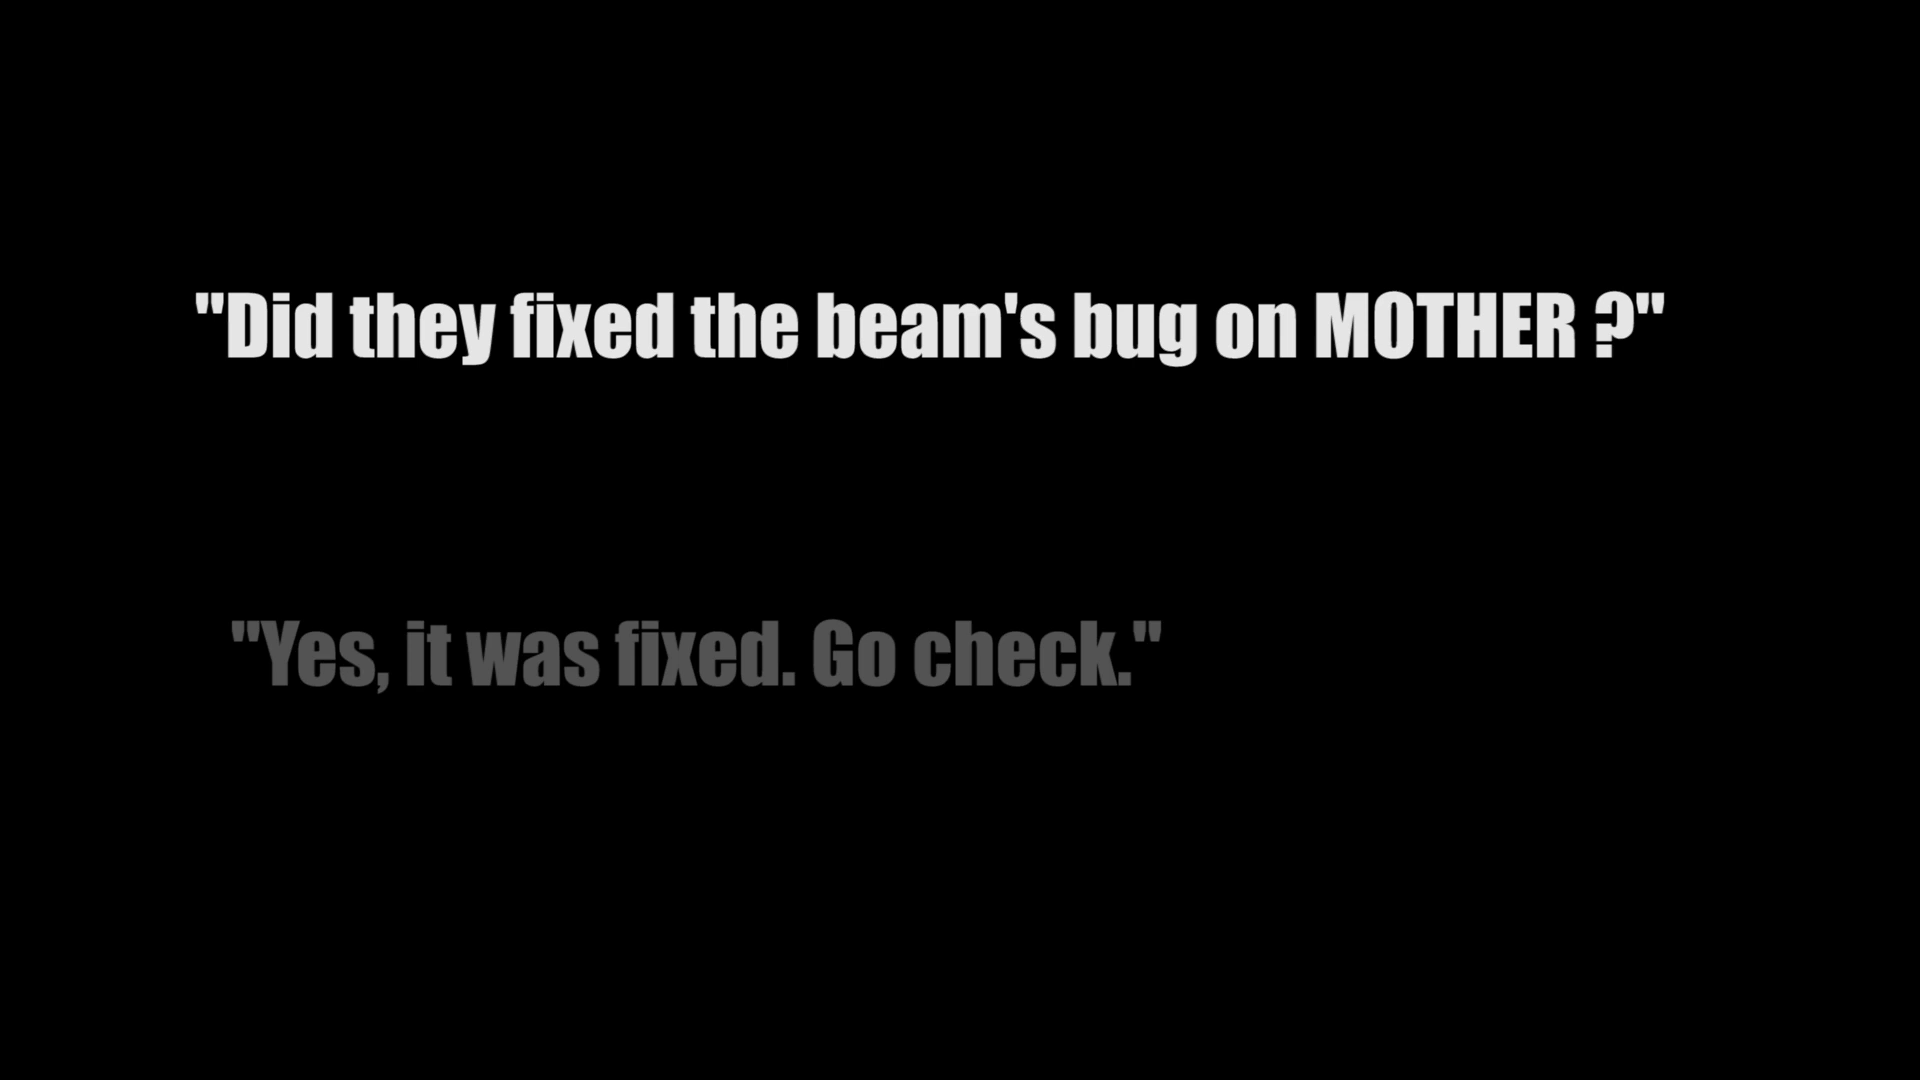 "Did they fixed the beam's bug on MOTHER ?"
"Yes, it was fixed. Go check."